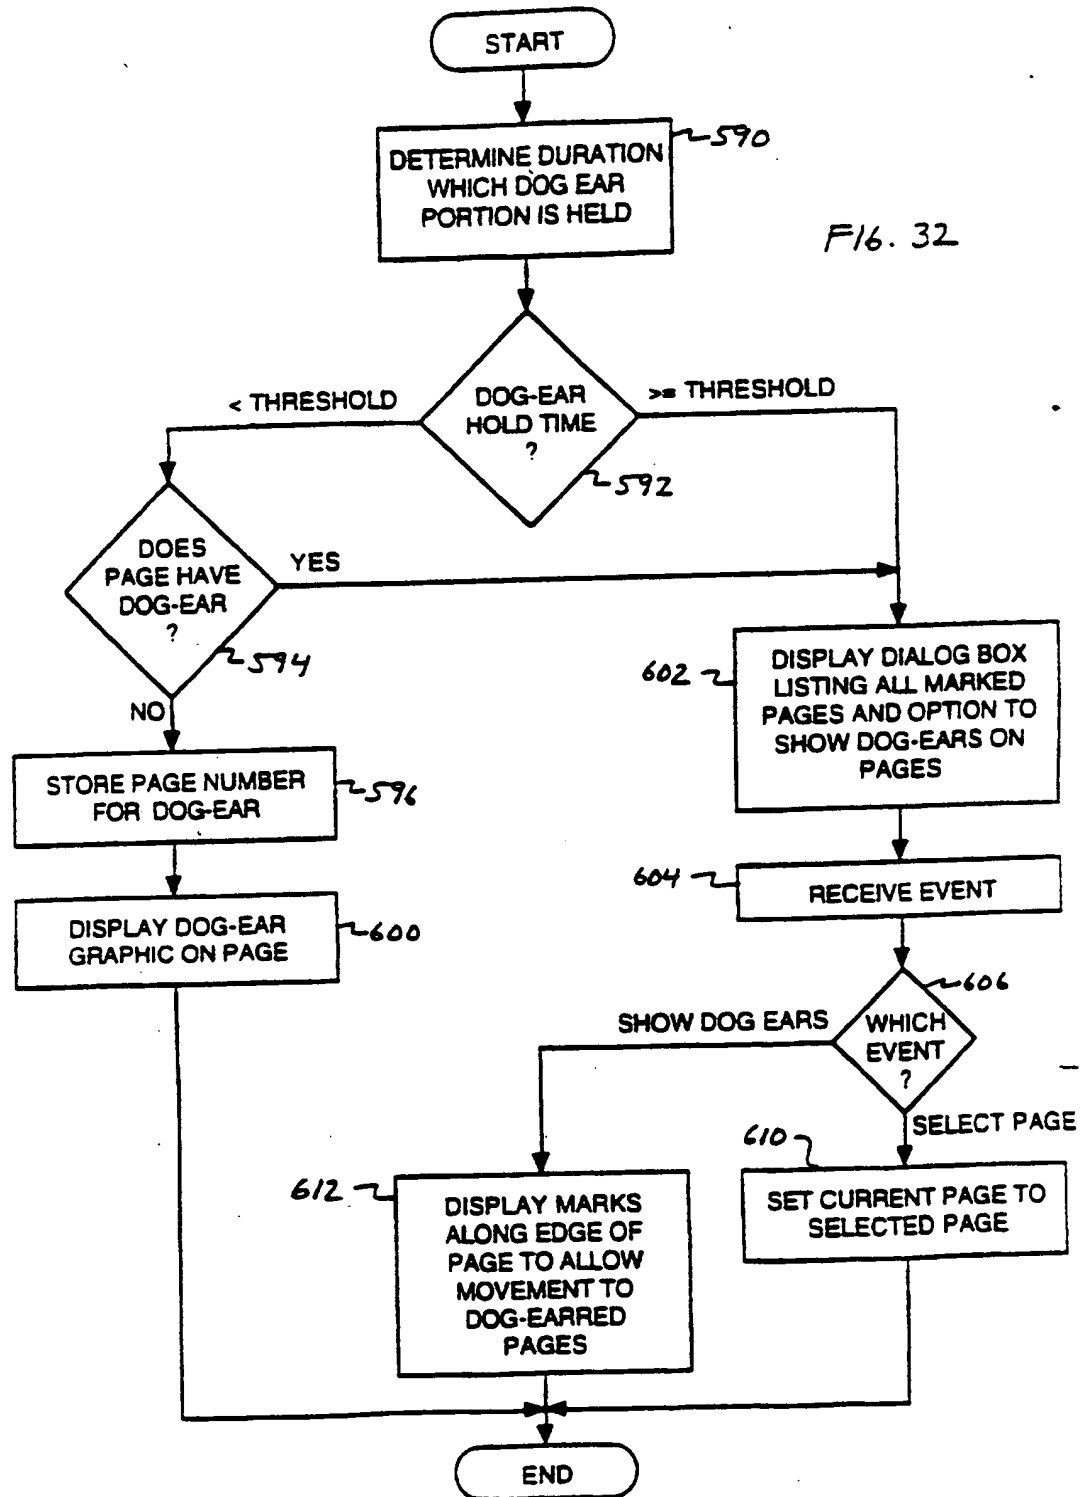 START
590
DETERMINE DURATION
WHICH DOG EAR
PORTION IS HELD
FIG. 32
< THRESHOLD
DOG-EAR
HOLD TIME
?
>= THRESHOLD
592
DOES
PAGE HAVE
DOG-EAR
?
YES
594
NO
602
DISPLAY DIALOG BOX
LISTING ALL MARKED
PAGES AND OPTION TO
SHOW DOG-EARS ON
PAGES
STORE PAGE NUMBER
FOR DOG-EAR
596
604
RECEIVE EVENT
DISPLAY DOG-EAR
GRAPHIC ON PAGE
600
606
SHOW DOG EARS
WHICH
EVENT
?
SELECT PAGE
610
SET CURRENT PAGE TO
SELECTED PAGE
612
DISPLAY MARKS
ALONG EDGE OF
PAGE TO ALLOW
MOVEMENT TO
DOG-EARRED
PAGES
END